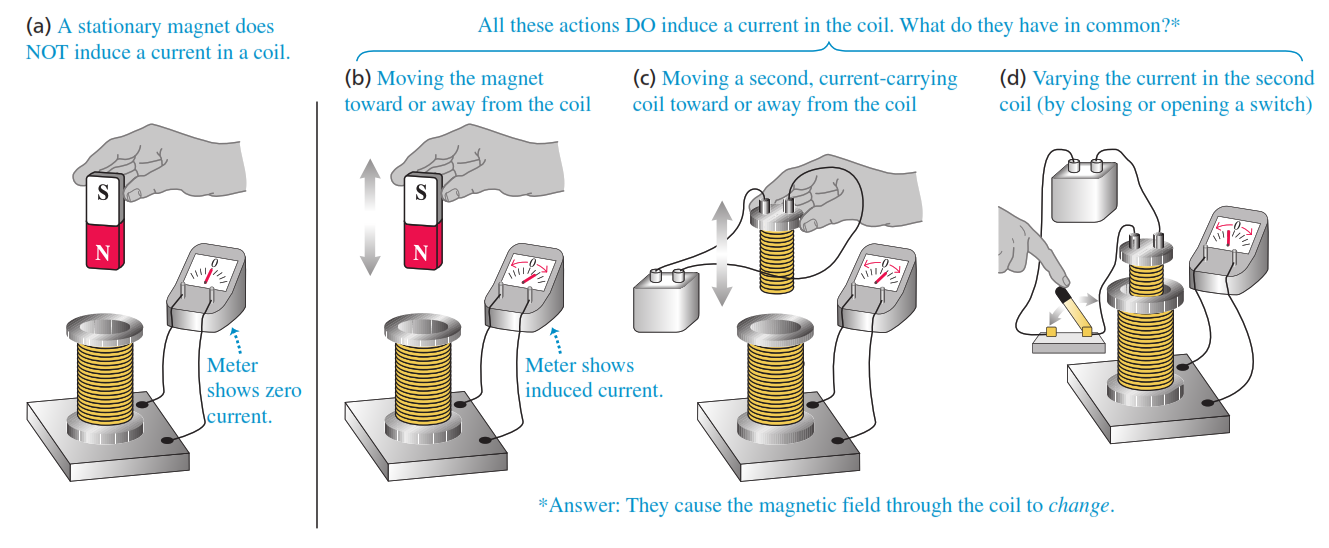 (a) A stationary magnet does
NOT induce a current in a coil.
All these actions DO induce a current in the coil. What do they have in common?*
(b) Moving the magnet
toward or away from the coil
(c) Moving a second, current-carrying
coil toward or away from the coil
(d) Varying the current in the second
coil (by closing or opening a switch)
S
N
0
Meter
shows zero
current.
S
N
0
Meter shows
induced current.
0
0
*Answer: They cause the magnetic field through the coil to change.